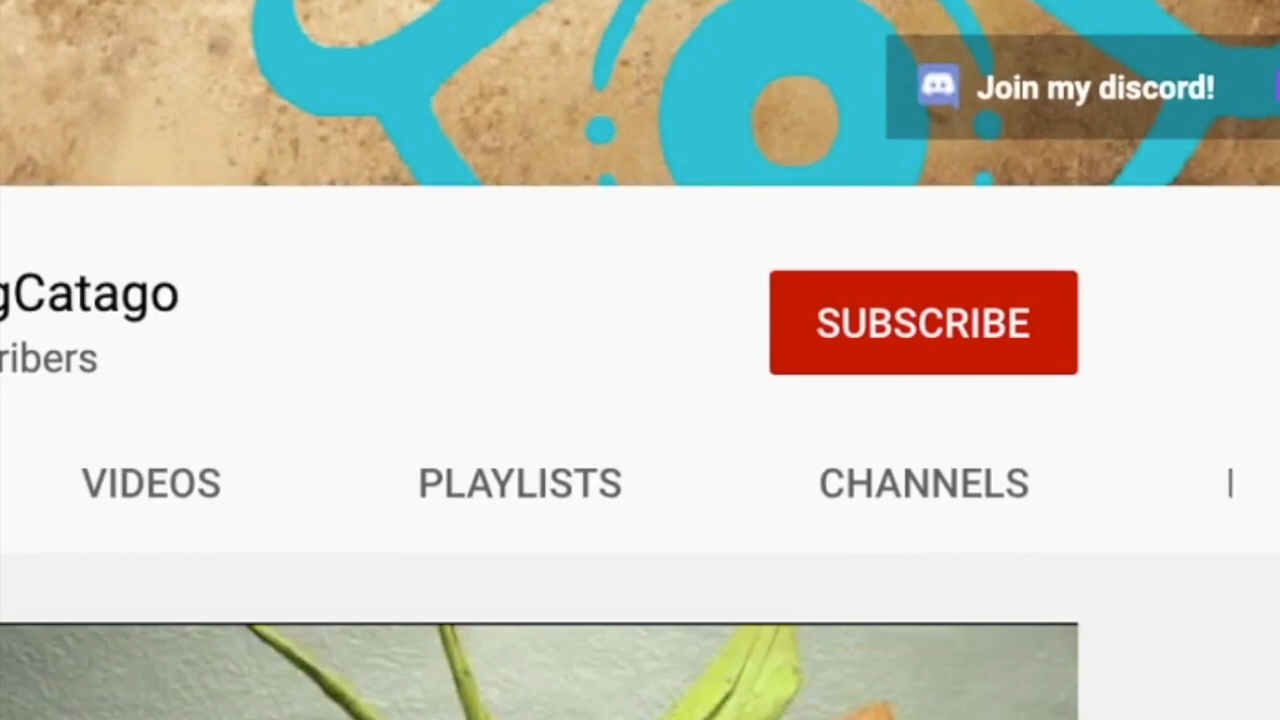 Join my discord!
gCatago
SUBSCRIBE
ribers
VIDEOS
PLAYLISTS
CHANNELS